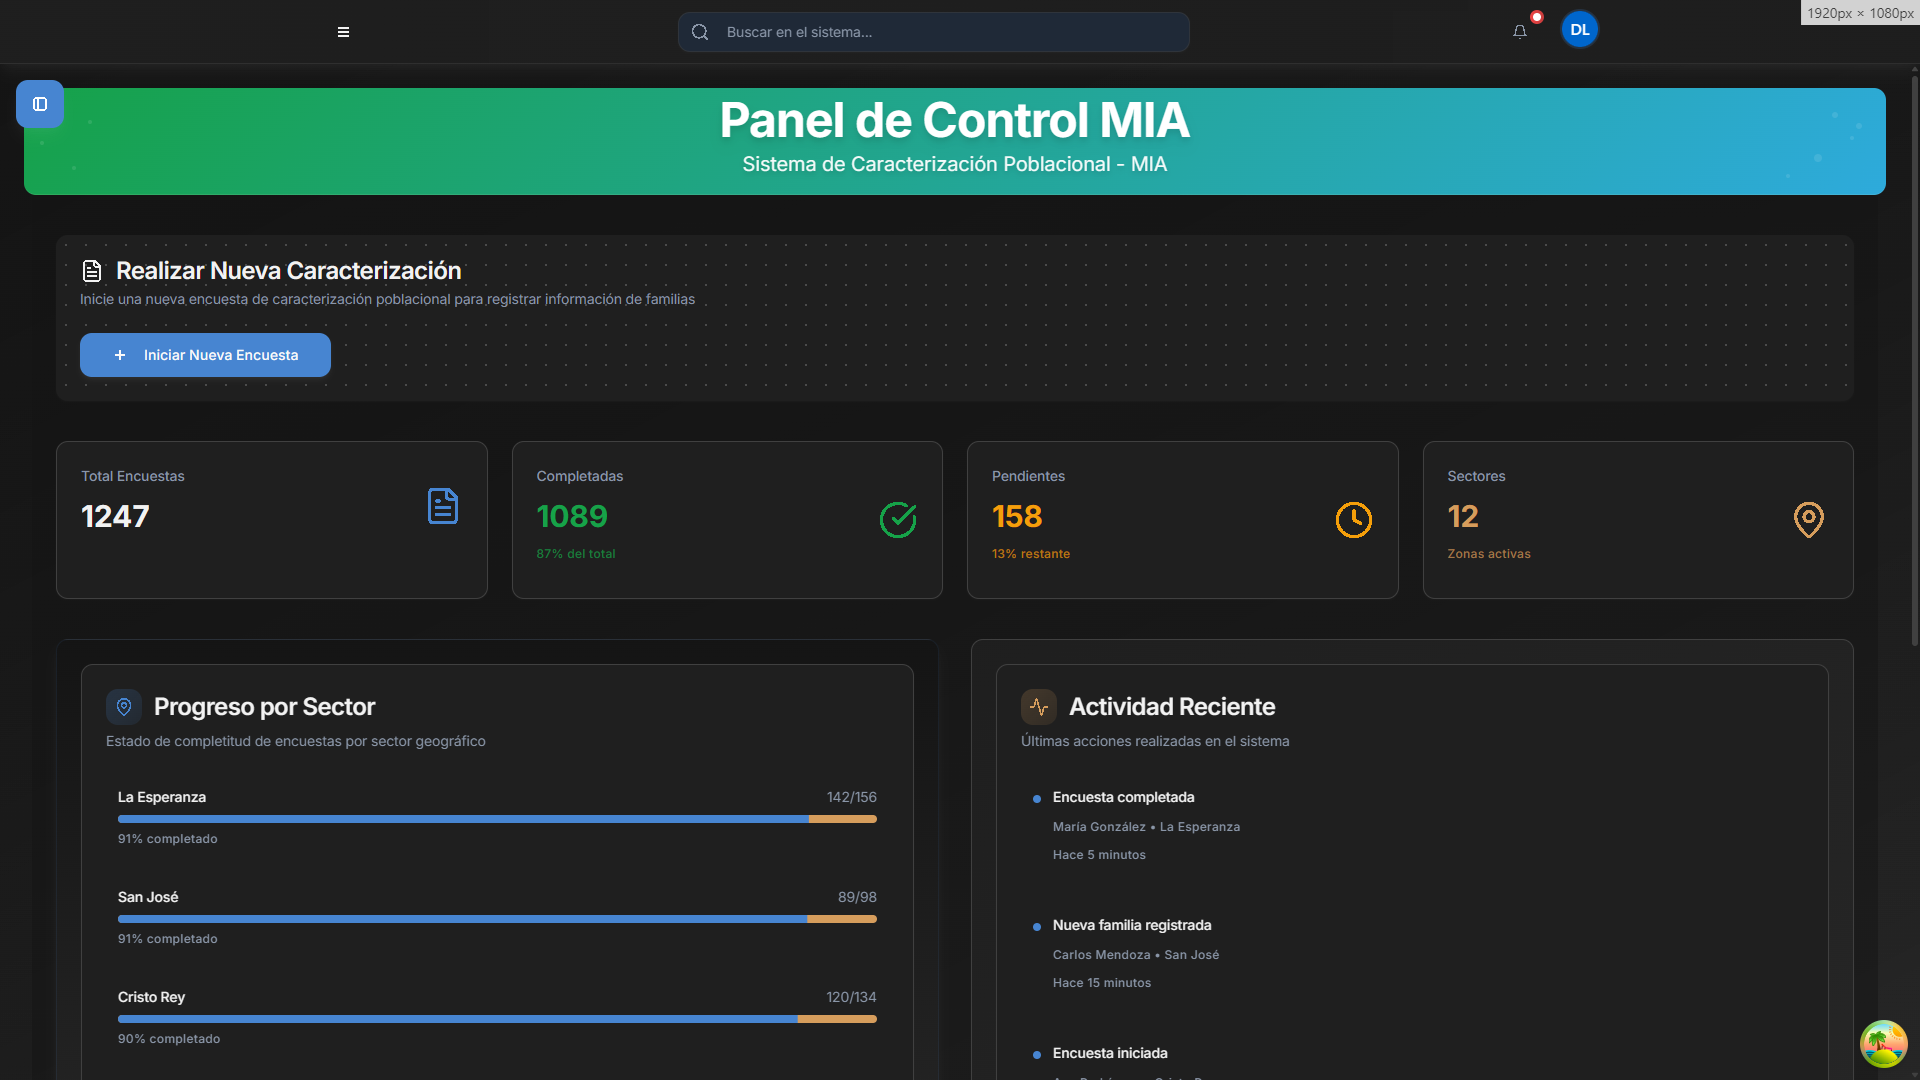 Buscar en el sistema...
DL
1920px × 1080px
Panel de Control MIA
Sistema de Caracterización Poblacional - MIA
Realizar Nueva Caracterización
Inicie una nueva encuesta de caracterización poblacional para registrar información de familias
Iniciar Nueva Encuesta
Total Encuestas
1247
Completadas
1089
87% del total
Pendientes
158
13% restante
Sectores
12
Zonas activas
Progreso por Sector
Estado de completitud de encuestas por sector geográfico
La Esperanza
142/156
91% completado
San José
89/98
91% completado
Cristo Rey
120/134
90% completado
Actividad Reciente
Últimas acciones realizadas en el sistema
Encuesta completada
María González • La Esperanza
Hace 5 minutos
Nueva familia registrada
Carlos Mendoza • San José
Hace 15 minutos
Encuesta iniciada